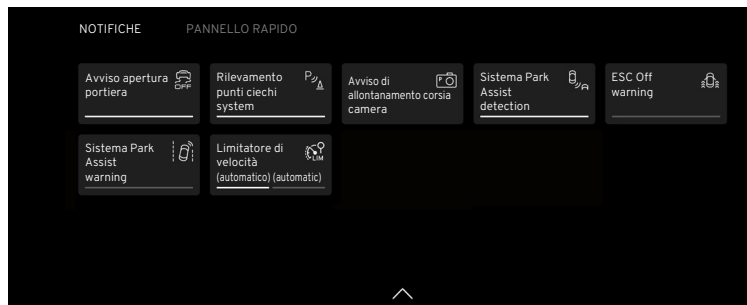 NOTIFICHE PANNELLO RAPIDO
Avviso apertura
portiera
OFF
Rilevamento
punti ciechi
system
P
Avviso di
allontanamento corsia
camera
P
Sistema Park
Assist
detection
ESC Off
warning
Sistema Park
Assist
warning
Limitatore di
velocità
(automatico) (automatic)
LIM